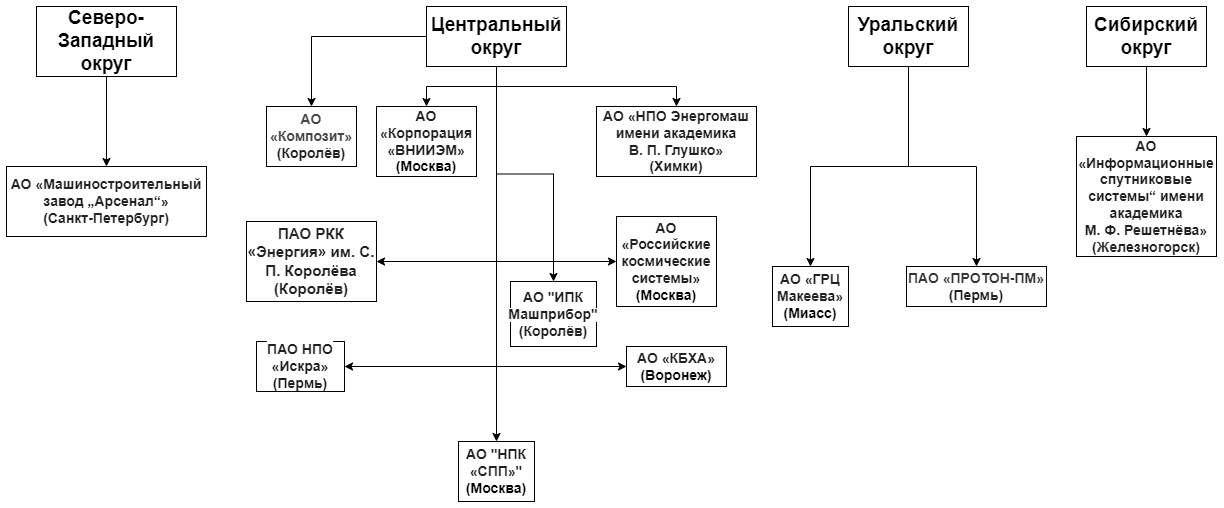 Северо-
Западный
округ
Центральный
округ
Уральский
округ
Сибирский
округ
АО
«Композит»
(Королёв)
АО
«Корпорация
«ВНИИЭМ»
(Москва)
АО «НПО Энергомаш
имени академика
В. П. Глушко»
(Химки)
АО
«Информационные
спутниковые
системы“ имени
академика
М. Ф. Решетнёва»
(Железногорск)
АО «Машиностроительный
завод „Арсенал“»
(Санкт-Петербург)
ПАО РКК
«Энергия» им. С.
П. Королёва
(Королёв)
АО
«Российские
космические
системы»
(Москва)
АО "ИПК
Машприбор"
(Королёв)
АО «ГРЦ
Макеева»
(Миасс)
ПАО «ПРОТОН-ПМ»
(Пермь)
ПАО НПО
«Искра»
(Пермь)
АО «КБХА»
(Воронеж)
АО "НПК
«СПП»"
(Москва)